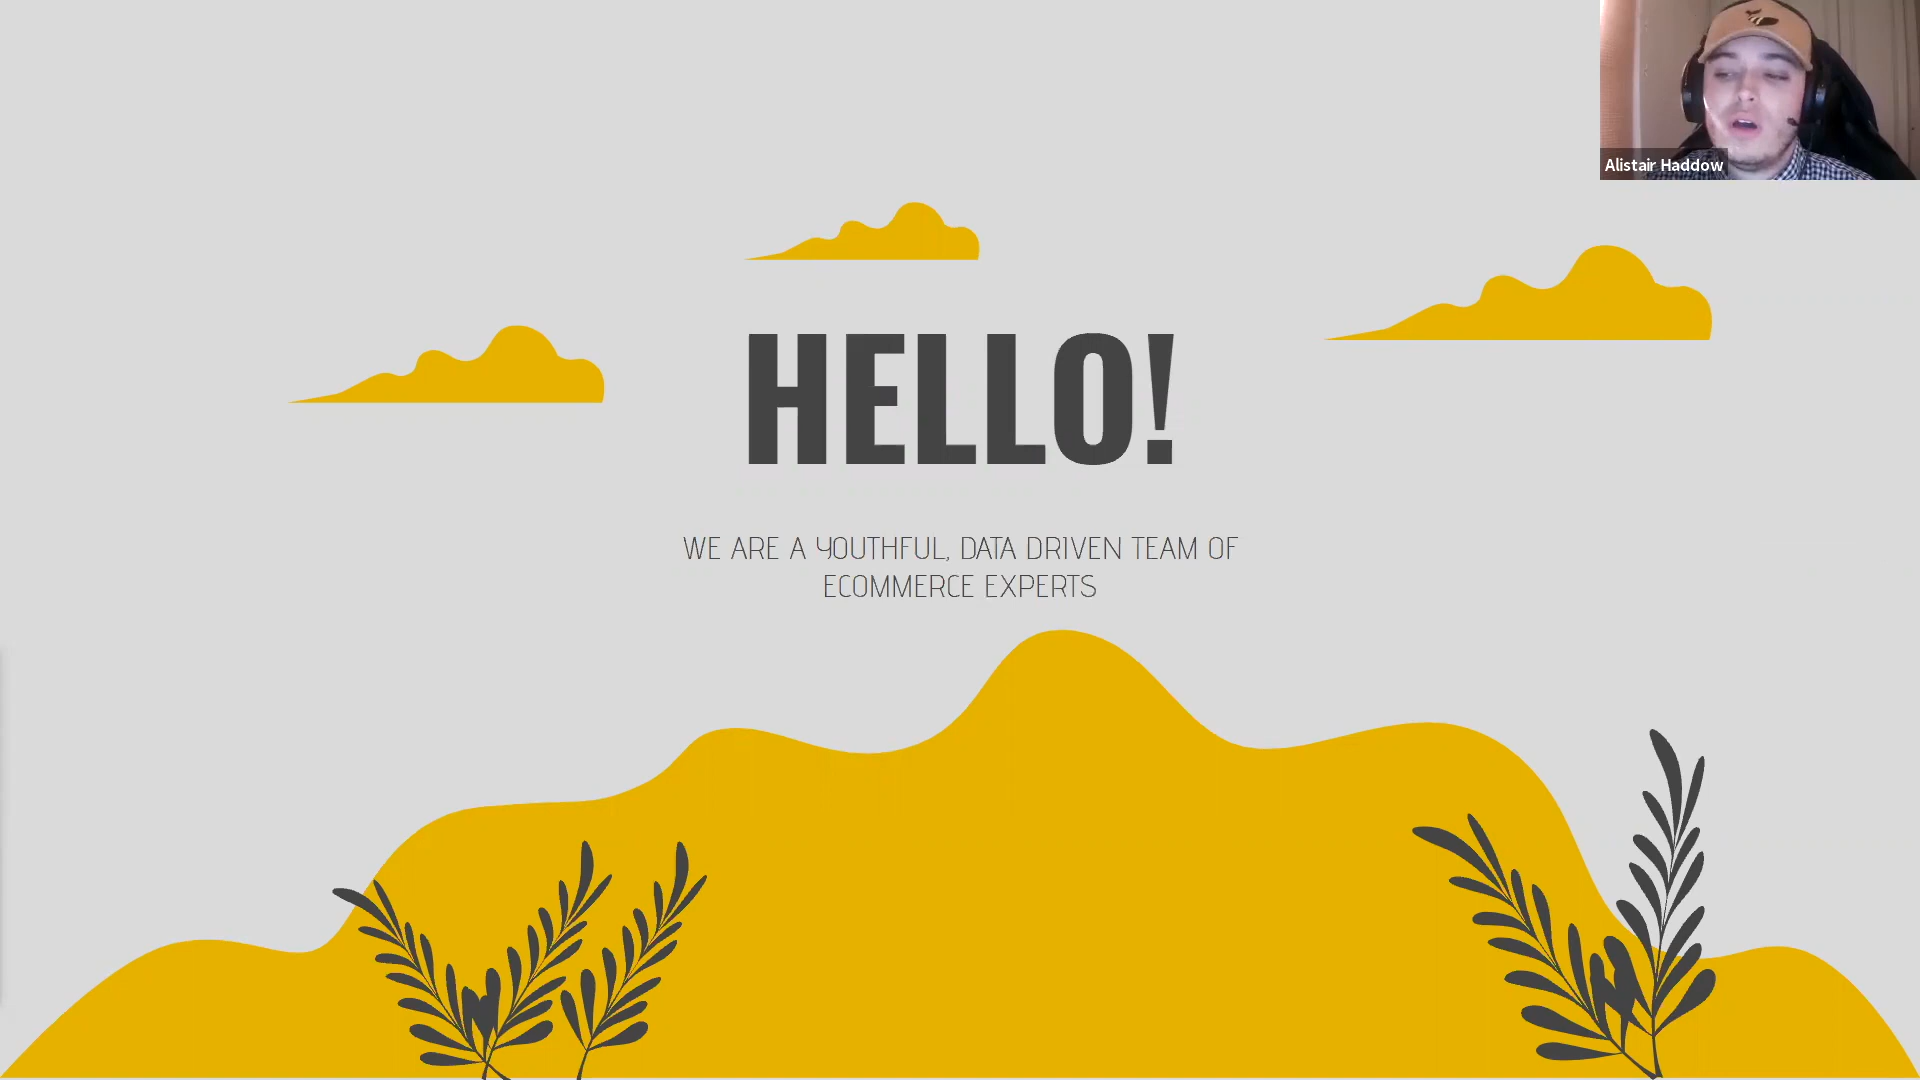 Alistair Haddow
HELLO!
WE ARE A YOUTHFUL, DATA DRIVEN TEAM OF
ECOMMERCE EXPERTS